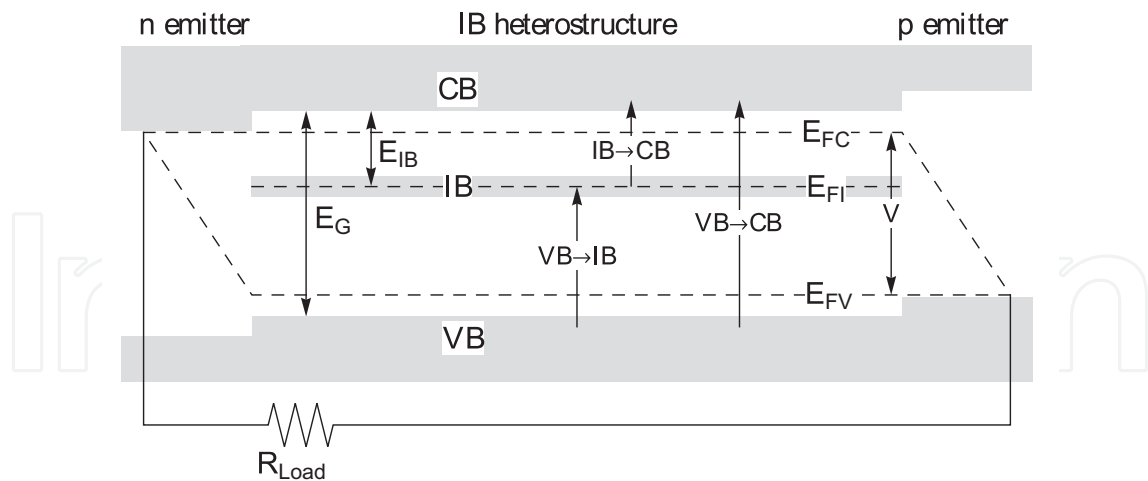 n emitter
IB heterostructure
p emitter
CB
E_FC
IB→CB
E_IB
IB
E_FI
E_G
V
VB→CB
VB→IB
E_FV
VB
R_Load
In
n